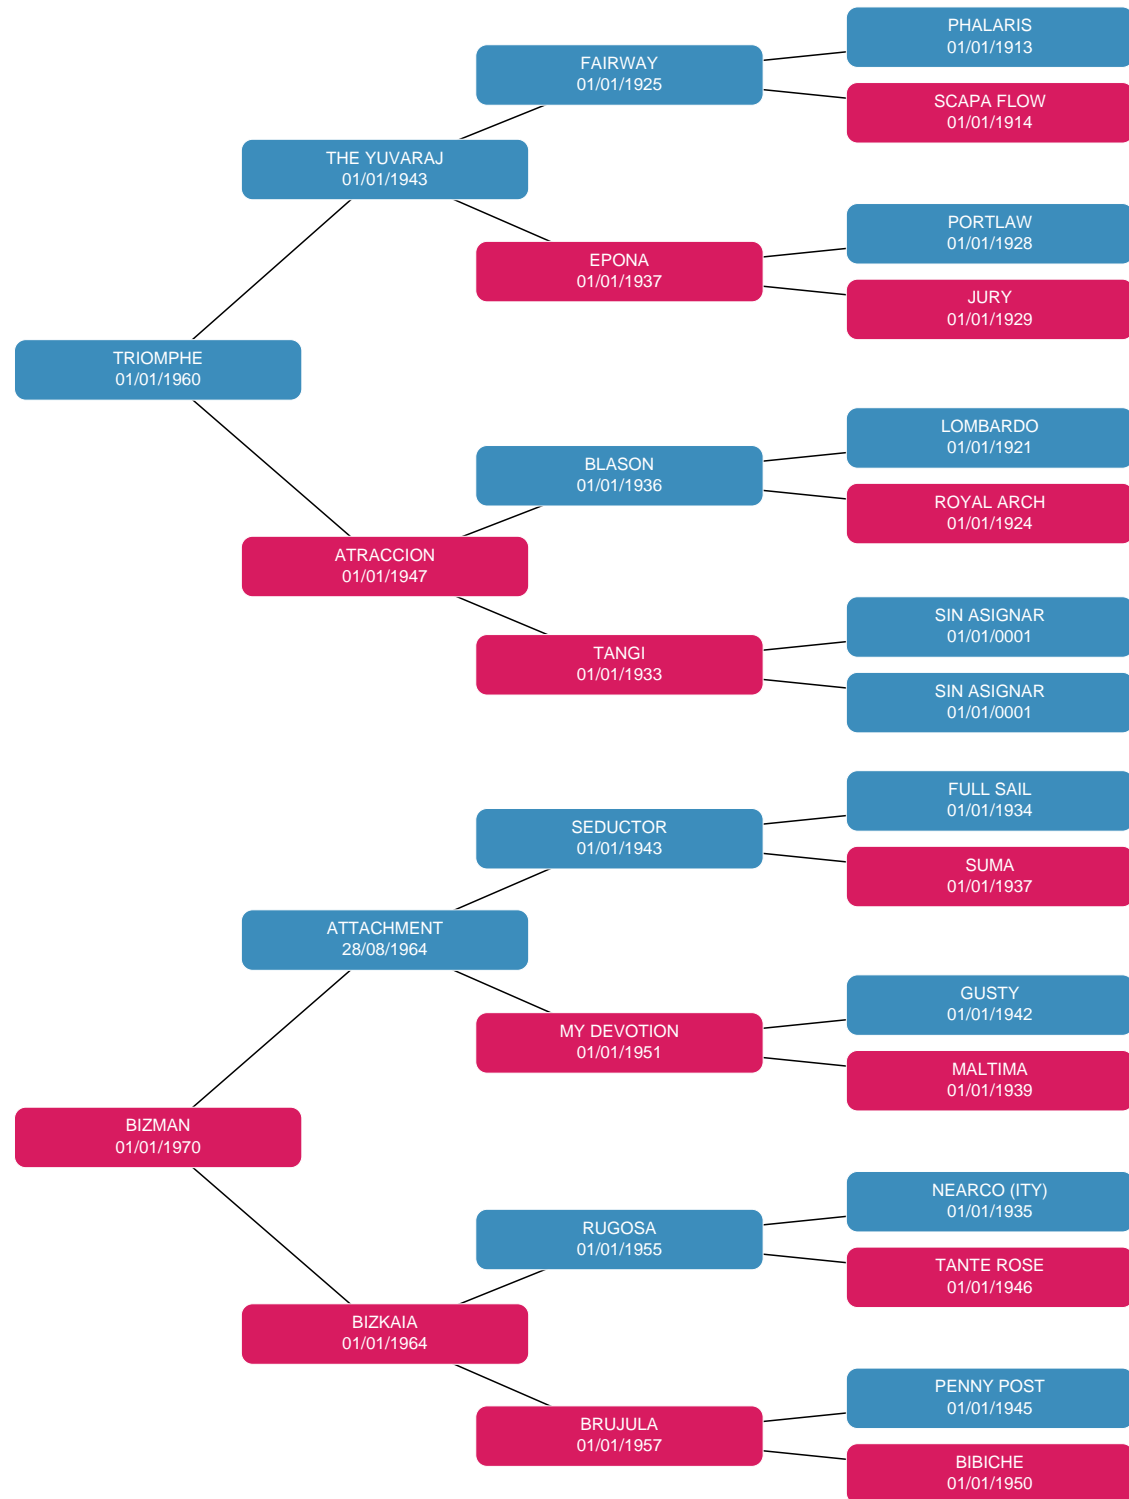 PHALARIS
01/01/1913
FAIRWAY
01/01/1925
SCAPA FLOW
01/01/1914
THE YUVARAJ
01/01/1943
PORTLAW
01/01/1928
EPONA
01/01/1937
JURY
01/01/1929
TRIOMPHE
01/01/1960
LOMBARDO
01/01/1921
BLASON
01/01/1936
ROYAL ARCH
01/01/1924
ATRACCION
01/01/1947
SIN ASIGNAR
01/01/0001
TANGI
01/01/1933
SIN ASIGNAR
01/01/0001
FULL SAIL
01/01/1934
SEDUCTOR
01/01/1943
SUMA
01/01/1937
ATTACHMENT
28/08/1964
GUSTY
01/01/1942
MY DEVOTION
01/01/1951
MALTIMA
01/01/1939
BIZMAN
01/01/1970
NEARCO (ITY)
01/01/1935
RUGOSA
01/01/1955
TANTE ROSE
01/01/1946
BIZKAIA
01/01/1964
PENNY POST
01/01/1945
BRUJULA
01/01/1957
BIBICHE
01/01/1950